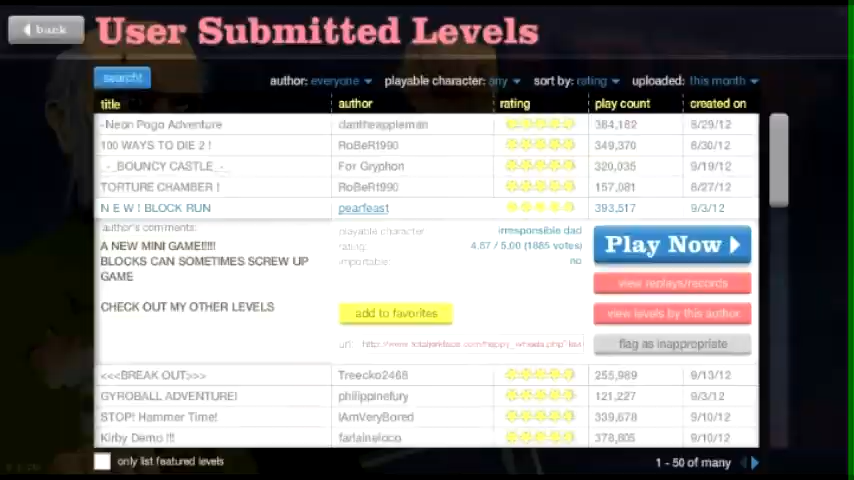 back
User Submitted Levels
search!
author: everyone playable character: any sort by: rating uploaded: this month
title author rating play count created on
-Neon Pogo Adventure dantheappleman 384,182 8/29/12
100 WAYS TO DIE 2 ! RoBeRt990 349,370 8/30/12
_-_BOUNCY CASTLE_-_ For Gryphon 320,035 9/19/12
TORTURE CHAMBER ! RoBeRt990 157,081 8/27/12
N E W ! BLOCK RUN pearfeast 393,517 9/3/12
author's comments:
A NEW MINI GAME!!!!!
BLOCKS CAN SOMETIMES SCREW UP
GAME
CHECK OUT MY OTHER LEVELS
playable character irresponsible dad
rating: 4.57 / 5.00 (1885 votes)
importable: no
add to favorites
url:
Play Now
view replays/records
view levels by this author
flag as inappropriate
<<<BREAK OUT>>> Treecko2468 255,989 9/13/12
GYROBALL ADVENTURE! philippinefury 121,227 9/3/12
STOP! Hammer Time! IAmVeryBored 339,678 9/10/12
Kirby Demo !!! farlaineloco 378,805 9/10/12
only list featured levels
1 - 50 of many